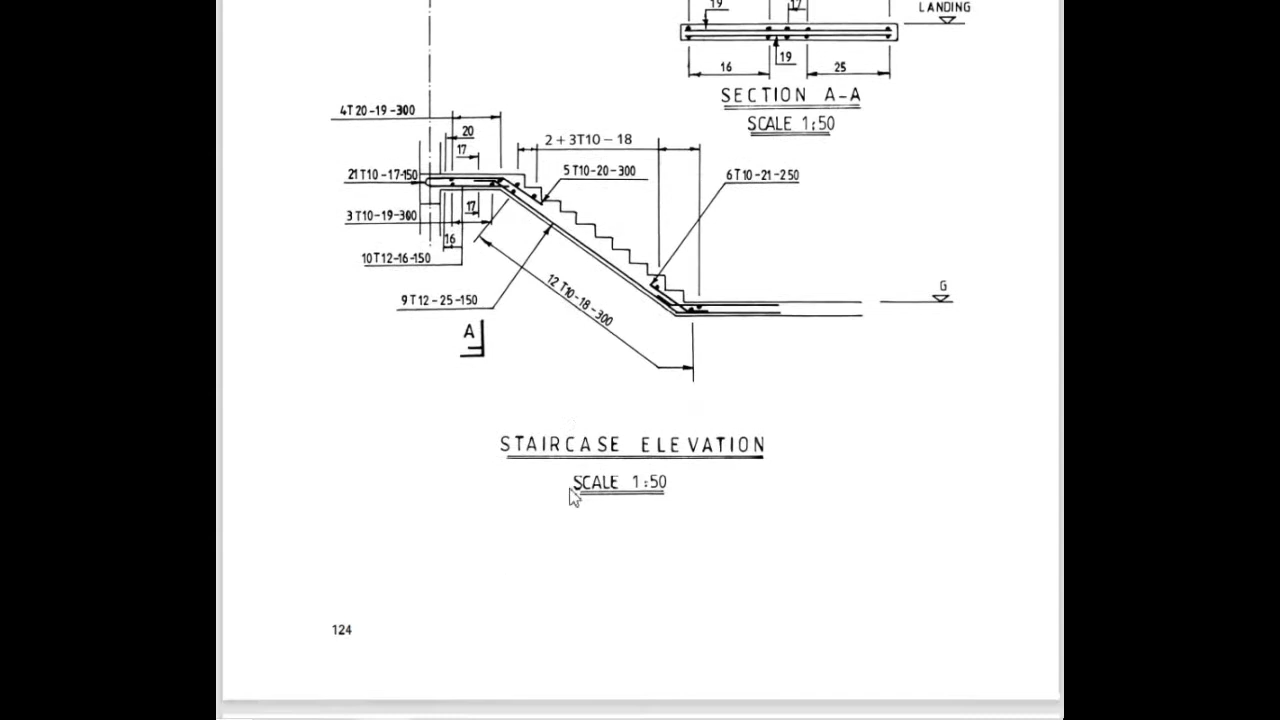 19
17
LANDING
19
16
25
SECTION A-A
SCALE 1:50
4T20-19-300
20
2+3T10-18
17
5T10-20-300
6T10-21-250
21T10-17-150
3T10-19-300
17
16
10T12-16-150
12T10-18-300
9T12-25-150
G
A
STAIRCASE ELEVATION
SCALE 1:50
124